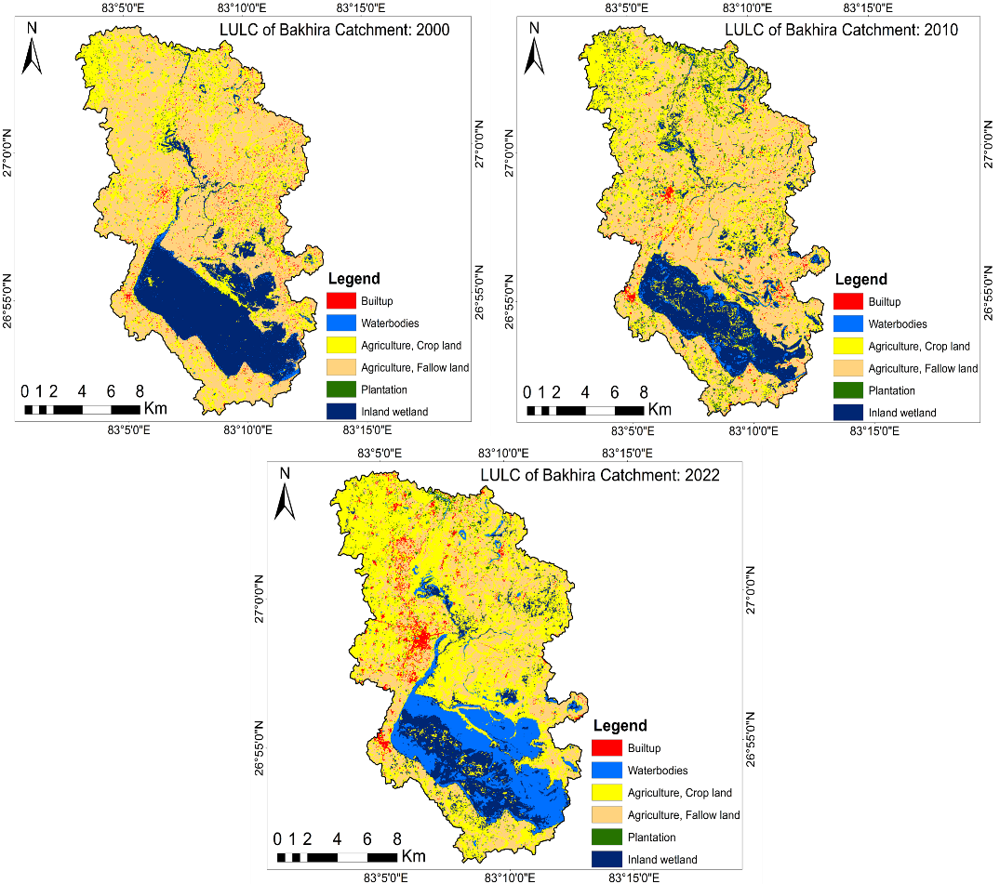 83°5'0"E 83°10'0"E 83°15'0"E
N
LULC of Bakhira Catchment: 2000
27°0'0"N
26°55'0"N
27°0'0"N
26°55'0"N
Legend
Builtup
Waterbodies
Agriculture, Crop land
Agriculture, Fallow land
Plantation
Inland wetland
0 1 2 4 6 8
Km
83°5'0"E 83°10'0"E 83°15'0"E
83°5'0"E 83°10'0"E 83°15'0"E
N
LULC of Bakhira Catchment: 2010
27°0'0"N
26°55'0"N
27°0'0"N
26°55'0"N
Legend
Builtup
Waterbodies
Agriculture, Crop land
Agriculture, Fallow land
Plantation
Inland wetland
0 1 2 4 6 8
Km
83°5'0"E 83°10'0"E 83°15'0"E
83°5'0"E 83°10'0"E 83°15'0"E
N
LULC of Bakhira Catchment: 2022
27°0'0"N
26°55'0"N
27°0'0"N
26°55'0"N
Legend
Builtup
Waterbodies
Agriculture, Crop land
Agriculture, Fallow land
Plantation
Inland wetland
0 1 2 4 6 8
Km
83°5'0"E 83°10'0"E 83°15'0"E